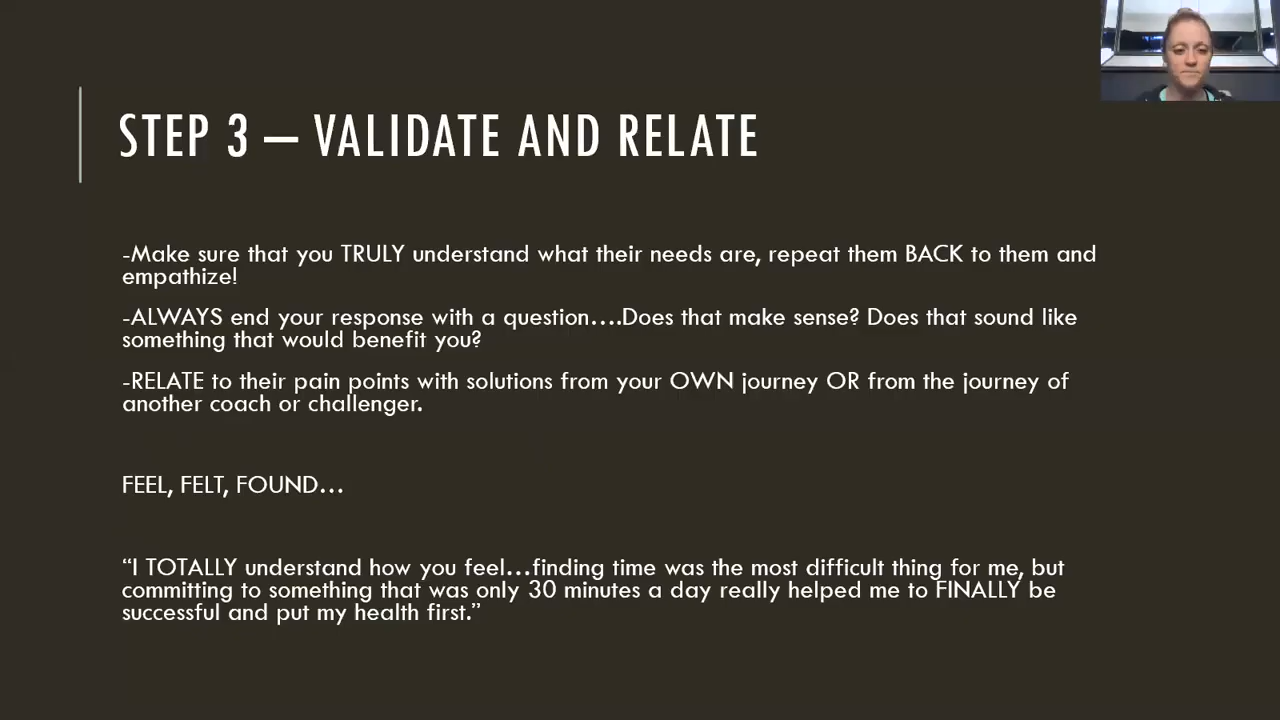 STEP 3 – VALIDATE AND RELATE
-Make sure that you TRULY understand what their needs are, repeat them BACK to them and
empathize!
-ALWAYS end your response with a question….Does that make sense? Does that sound like
something that would benefit you?
-RELATE to their pain points with solutions from your OWN journey OR from the journey of
another coach or challenger.
FEEL, FELT, FOUND…
“I TOTALLY understand how you feel…finding time was the most difficult thing for me, but
committing to something that was only 30 minutes a day really helped me to FINALLY be
successful and put my health first.”